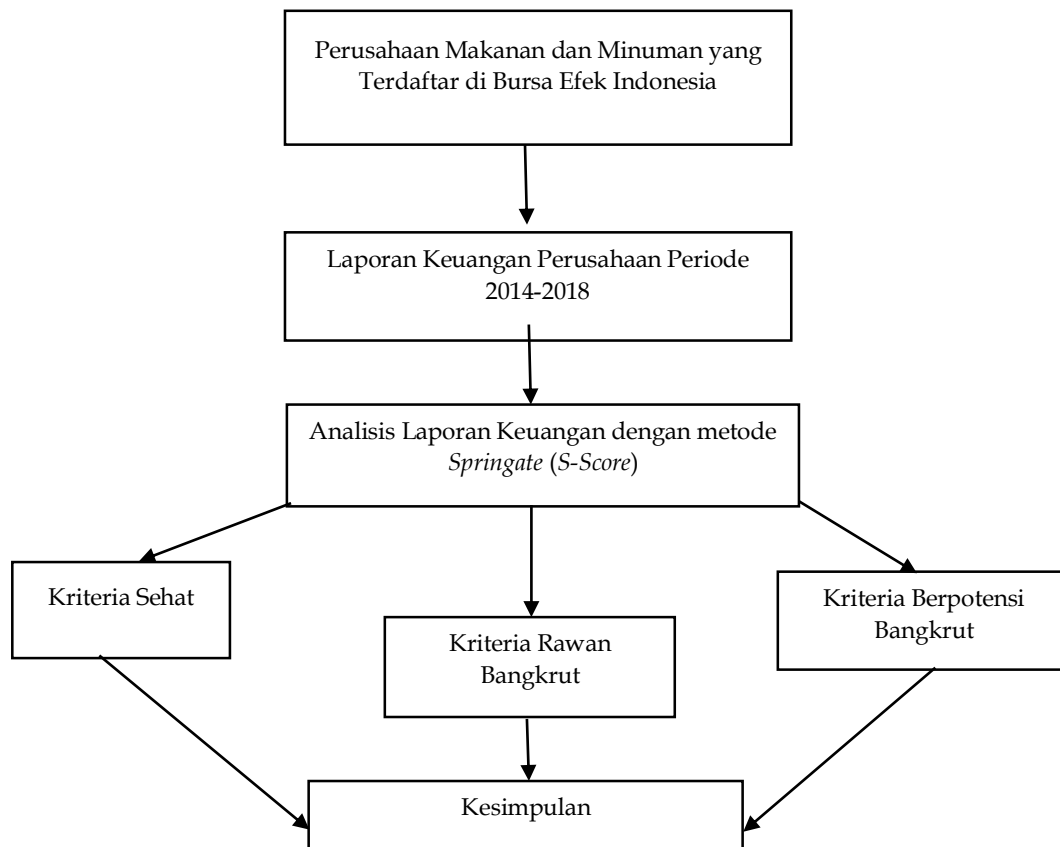 Perusahaan Makanan dan Minuman yang
Terdaftar di Bursa Efek Indonesia
Laporan Keuangan Perusahaan Periode
2014-2018
Analisis Laporan Keuangan dengan metode
Springate (S-Score)
Kriteria Sehat
Kriteria Rawan
Bangkrut
Kriteria Berpotensi
Bangkrut
Kesimpulan